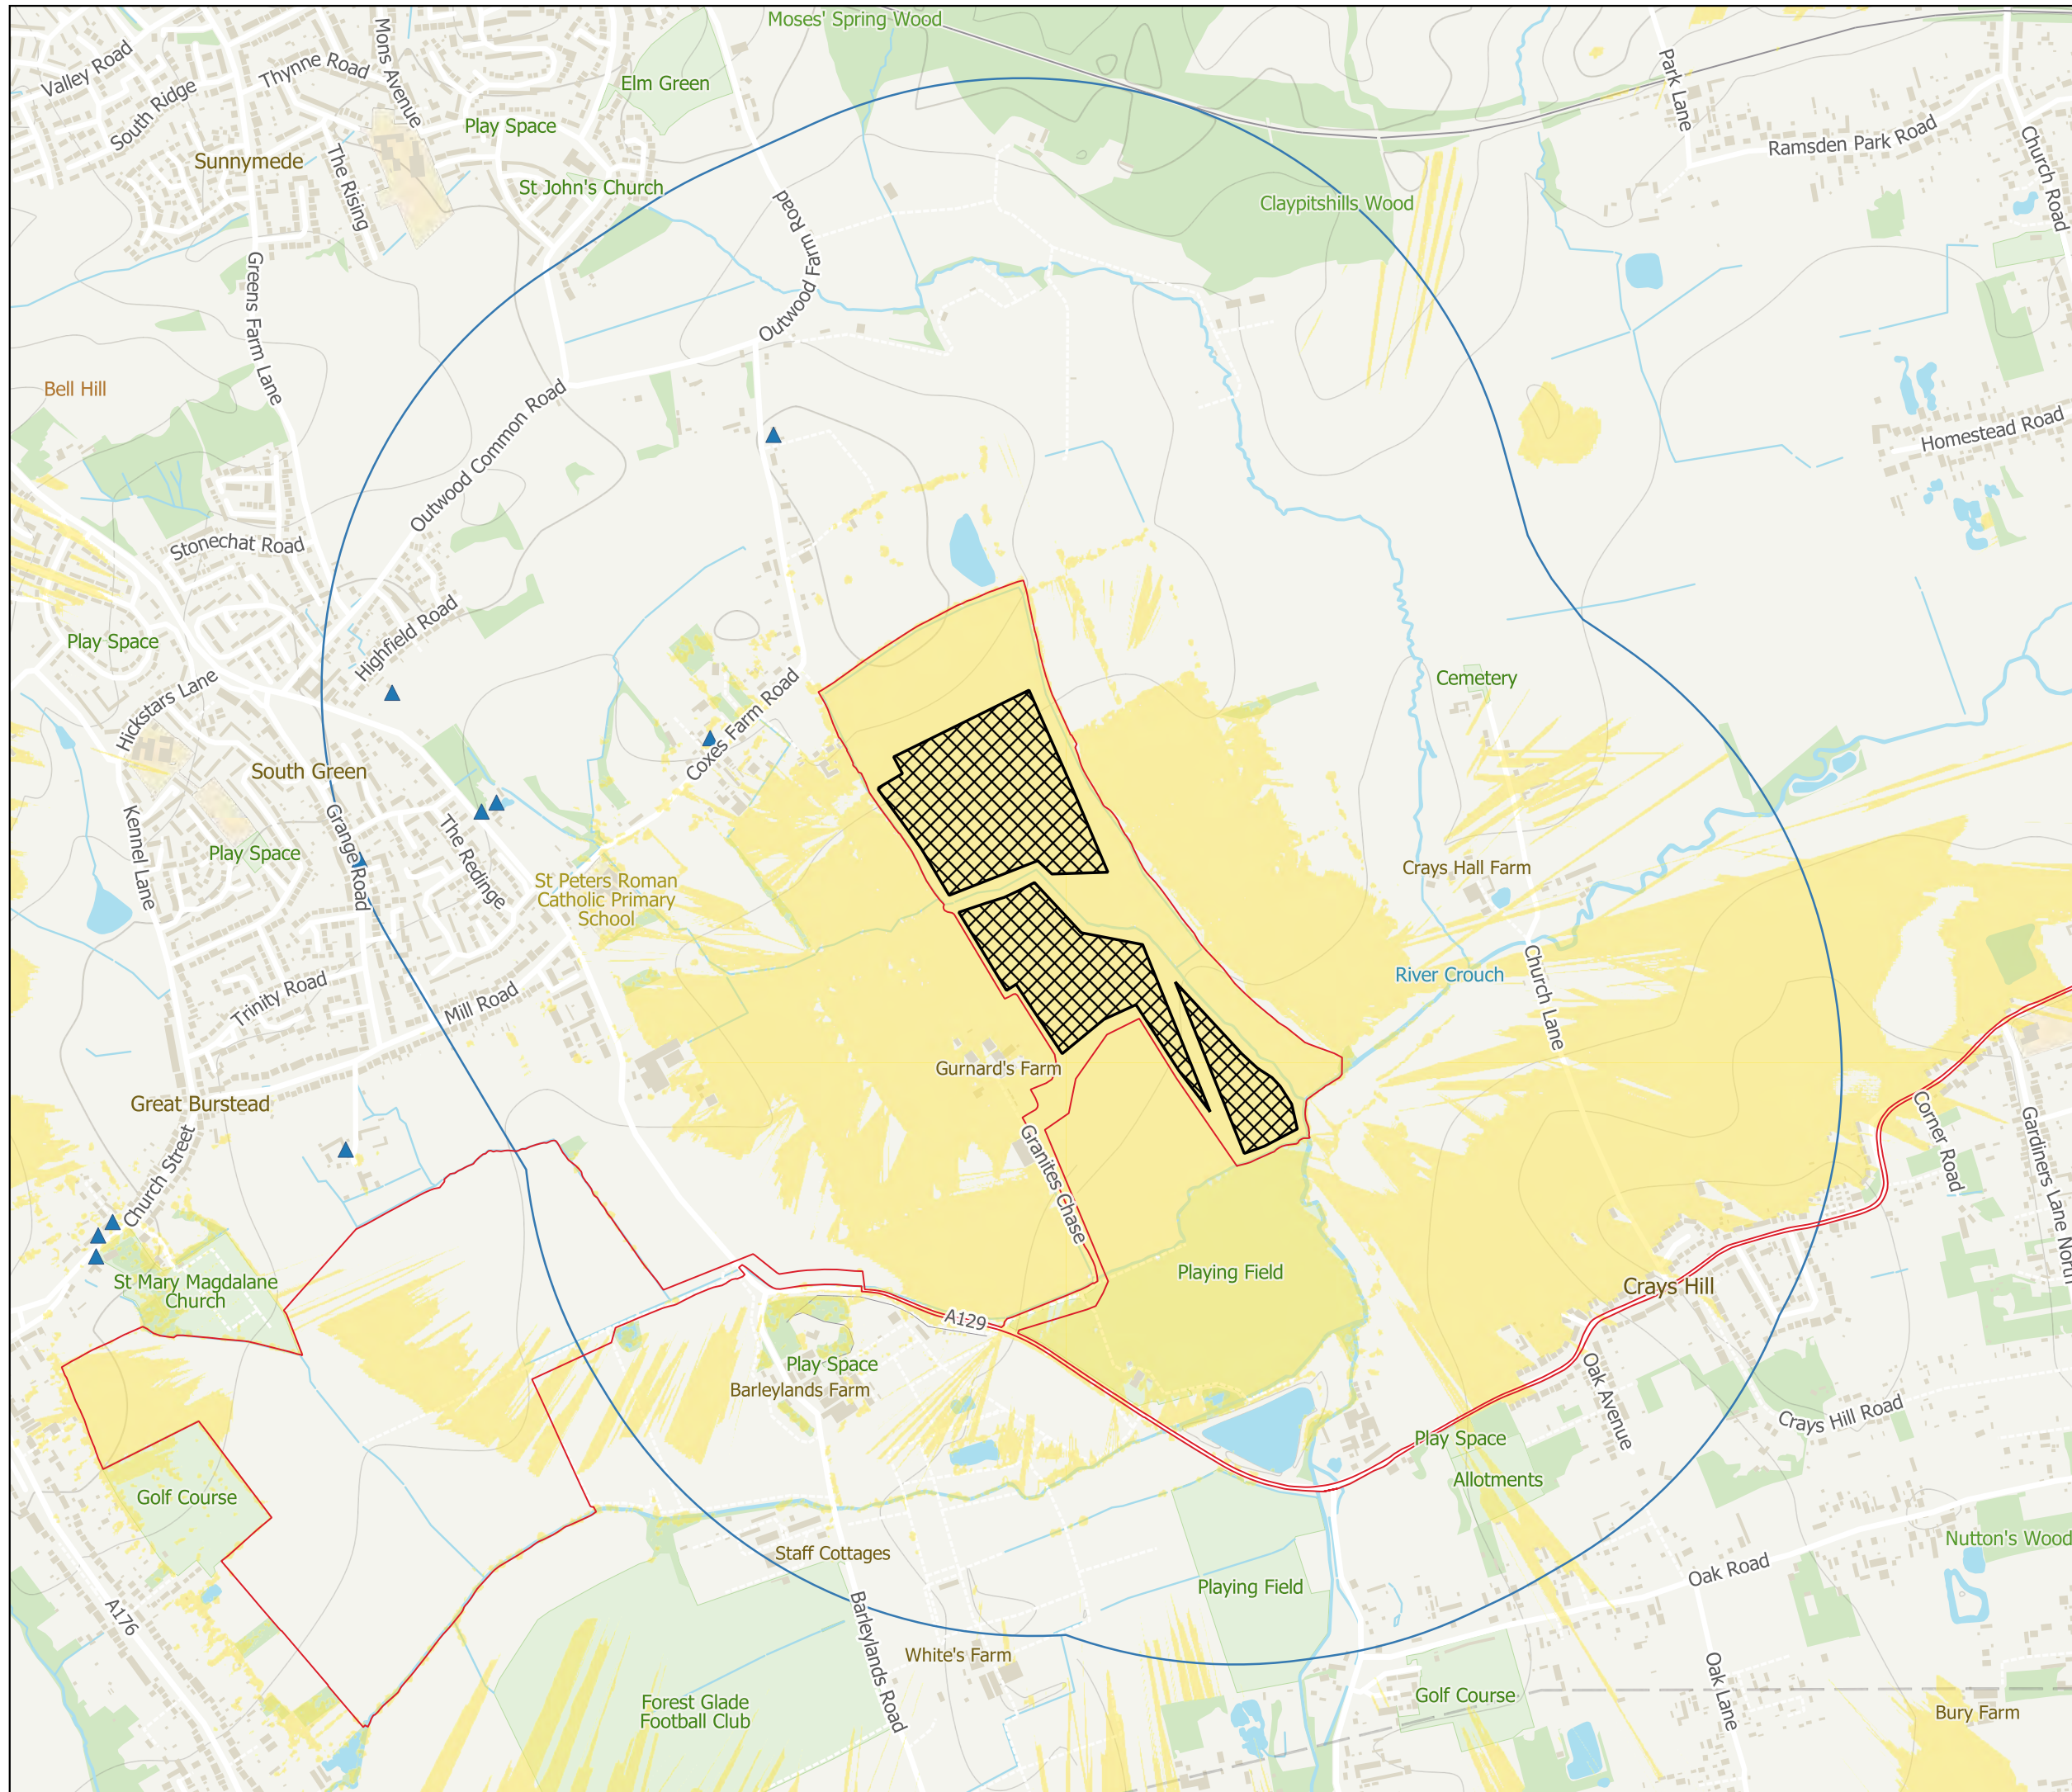 Moses' Spring Wood
Valley Road
Mons Avenue
Thynne Road
Elm Green
Park Lane
South Ridge
Play Space
Ramsden Park Road
Church Road
Sunnymede
The Rising
St John's Church
Claypitshills Wood
Outwood Farm Road
Greens Farm Lane
Bell Hill
Outwood Common Road
Homestead Road
Stonechat Road
Play Space
Highfield Road
Hickstars Lane
Coxes Farm Road
Cemetery
South Green
Kennel Lane
Grange Road
The Redinge
Play Space
St Peters Roman
Catholic Primary
School
Crays Hall Farm
River Crouch
Church Lane
Trinity Road
Mill Road
Gurnard's Farm
Great Burstead
Corner Road
Gardiners Lane North
Church Street
Granites Chase
Playing Field
St Mary Magdalane
Church
Crays Hill
A129
Play Space
Barleylands Farm
Oak Avenue
Crays Hill Road
Play Space
Allotments
Golf Course
Nutton's Wood
Staff Cottages
Oak Road
Playing Field
A176
Barleylands Road
White's Farm
Oak Lane
Forest Glade
Football Club
Golf Course
Bury Farm